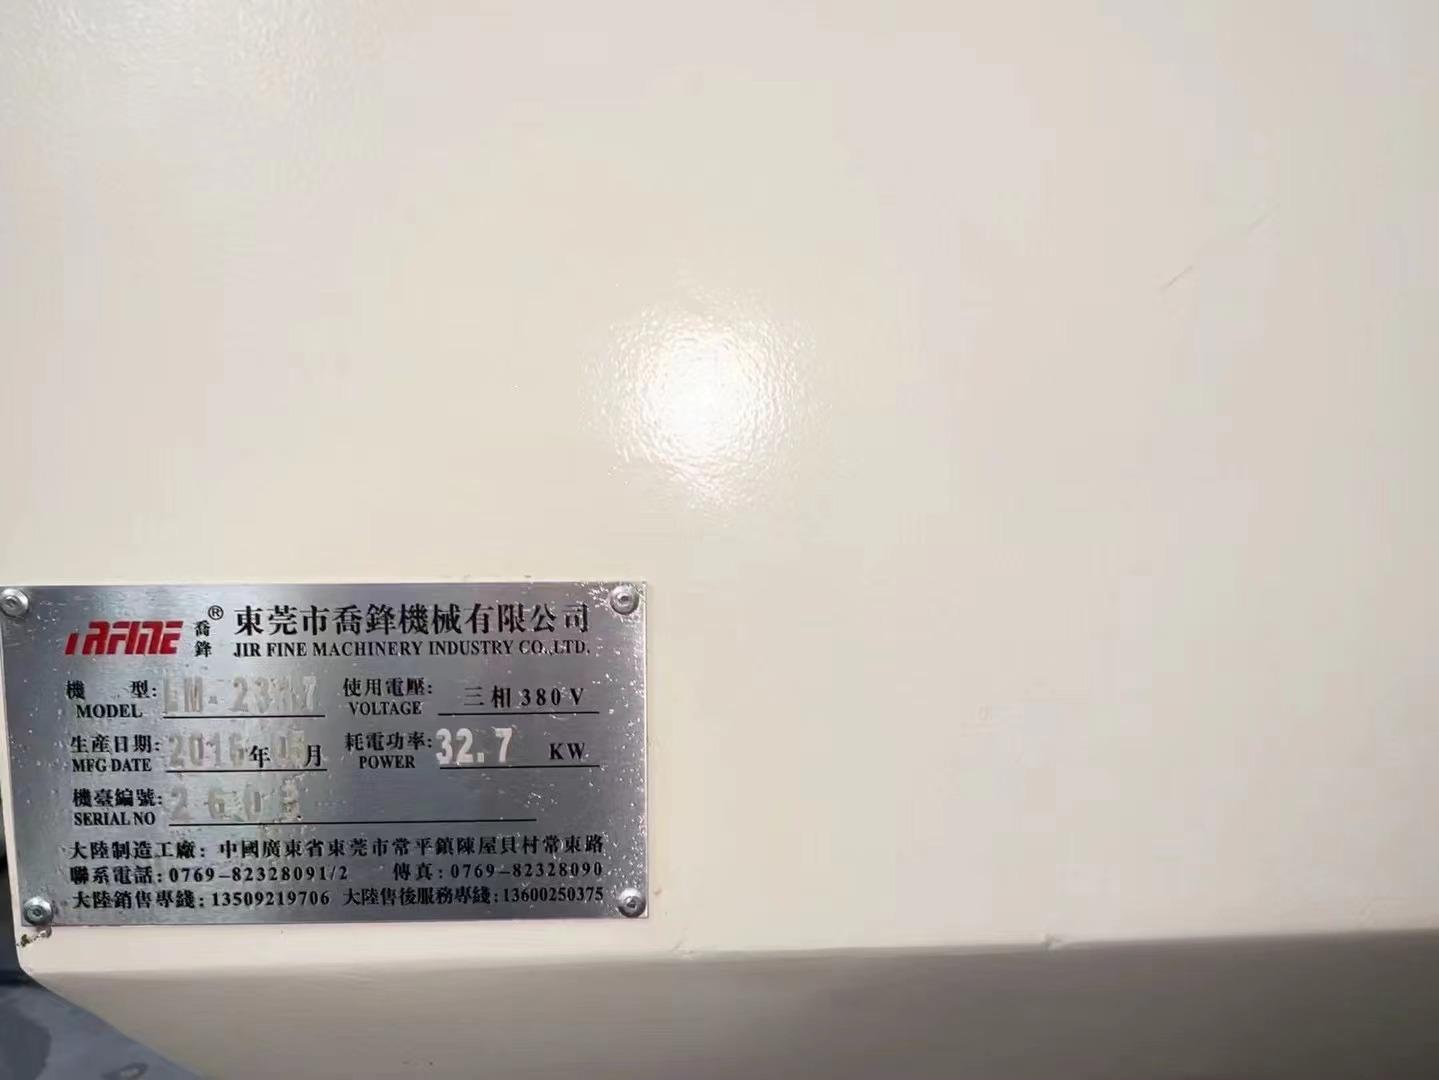 JIRFINE 喬鋒® 東莞市喬鋒機械有限公司
JIR FINE MACHINERY INDUSTRY CO.,LTD.
機 型: 使用電壓: 三相380V
MODEL VOLTAGE
生産日期: 2016年 月 耗電功率: 32.7 KW
MFG DATE POWER
機臺編號:
SERIAL NO
大陸制造工廠: 中國廣東省東莞市常平鎮陳屋貝村常東路
聯系電話:0769-82328091/2 傳真:0769-82328090
大陸銷售專綫:13509219706 大陸售後服務專綫:13600250375